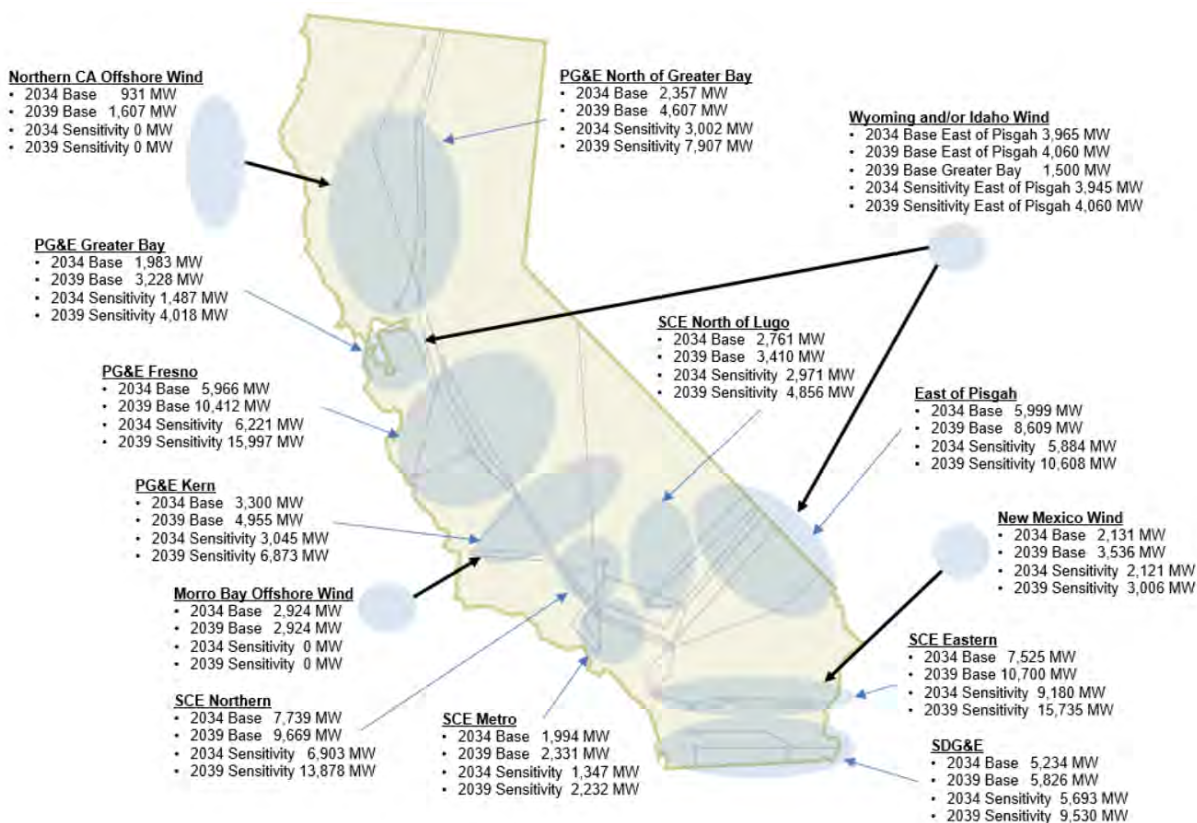 Northern CA Offshore Wind
• 2034 Base 931 MW
• 2039 Base 1,607 MW
• 2034 Sensitivity 0 MW
• 2039 Sensitivity 0 MW
PG&E North of Greater Bay
• 2034 Base 2,357 MW
• 2039 Base 4,607 MW
• 2034 Sensitivity 3,002 MW
• 2039 Sensitivity 7,907 MW
Wyoming and/or Idaho Wind
• 2034 Base East of Pisgah 3,965 MW
• 2039 Base East of Pisgah 4,060 MW
• 2039 Base Greater Bay 1,500 MW
• 2034 Sensitivity East of Pisgah 3,945 MW
• 2039 Sensitivity East of Pisgah 4,060 MW
PG&E Greater Bay
• 2034 Base 1,983 MW
• 2039 Base 3,228 MW
• 2034 Sensitivity 1,487 MW
• 2039 Sensitivity 4,018 MW
SCE North of Lugo
• 2034 Base 2,761 MW
• 2039 Base 3,410 MW
• 2034 Sensitivity 2,971 MW
• 2039 Sensitivity 4,856 MW
PG&E Fresno
• 2034 Base 5,966 MW
• 2039 Base 10,412 MW
• 2034 Sensitivity 6,221 MW
• 2039 Sensitivity 15,997 MW
East of Pisgah
• 2034 Base 5,999 MW
• 2039 Base 8,609 MW
• 2034 Sensitivity 5,884 MW
• 2039 Sensitivity 10,608 MW
PG&E Kern
• 2034 Base 3,300 MW
• 2039 Base 4,955 MW
• 2034 Sensitivity 3,045 MW
• 2039 Sensitivity 6,873 MW
New Mexico Wind
• 2034 Base 2,131 MW
• 2039 Base 3,536 MW
• 2034 Sensitivity 2,121 MW
• 2039 Sensitivity 3,006 MW
Morro Bay Offshore Wind
• 2034 Base 2,924 MW
• 2039 Base 2,924 MW
• 2034 Sensitivity 0 MW
• 2039 Sensitivity 0 MW
SCE Eastern
• 2034 Base 7,525 MW
• 2039 Base 10,700 MW
• 2034 Sensitivity 9,180 MW
• 2039 Sensitivity 15,735 MW
SCE Northern
• 2034 Base 7,739 MW
• 2039 Base 9,669 MW
• 2034 Sensitivity 6,903 MW
• 2039 Sensitivity 13,878 MW
SCE Metro
• 2034 Base 1,994 MW
• 2039 Base 2,331 MW
• 2034 Sensitivity 1,347 MW
• 2039 Sensitivity 2,232 MW
SDG&E
• 2034 Base 5,234 MW
• 2039 Base 5,826 MW
• 2034 Sensitivity 5,693 MW
• 2039 Sensitivity 9,530 MW